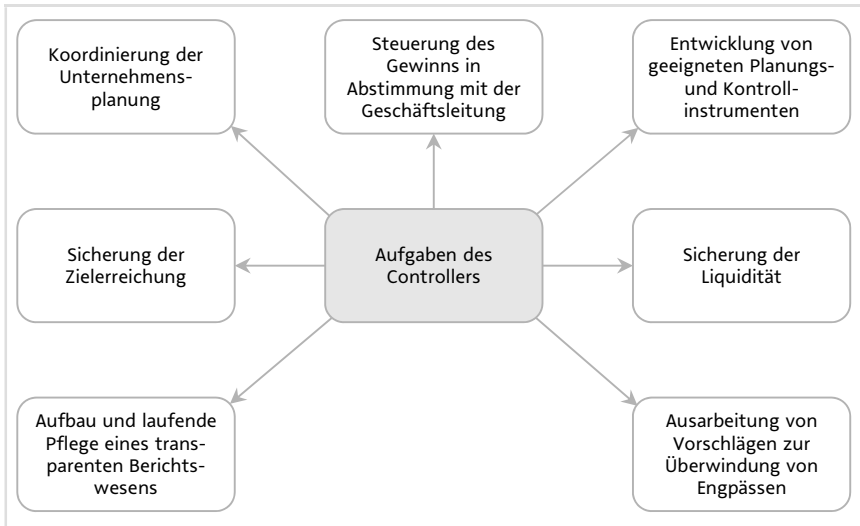 Koordinierung der
Unternehmens-
planung
Steuerung des
Gewinns in
Abstimmung mit der
Geschäftsleitung
Entwicklung von
geeigneten Planungs-
und Kontroll-
instrumenten
Sicherung der
Zielerreichung
Aufgaben des
Controllers
Sicherung der
Liquidität
Aufbau und laufende
Pflege eines trans-
parenten Berichts-
wesens
Ausarbeitung von
Vorschlägen zur
Überwindung von
Engpässen